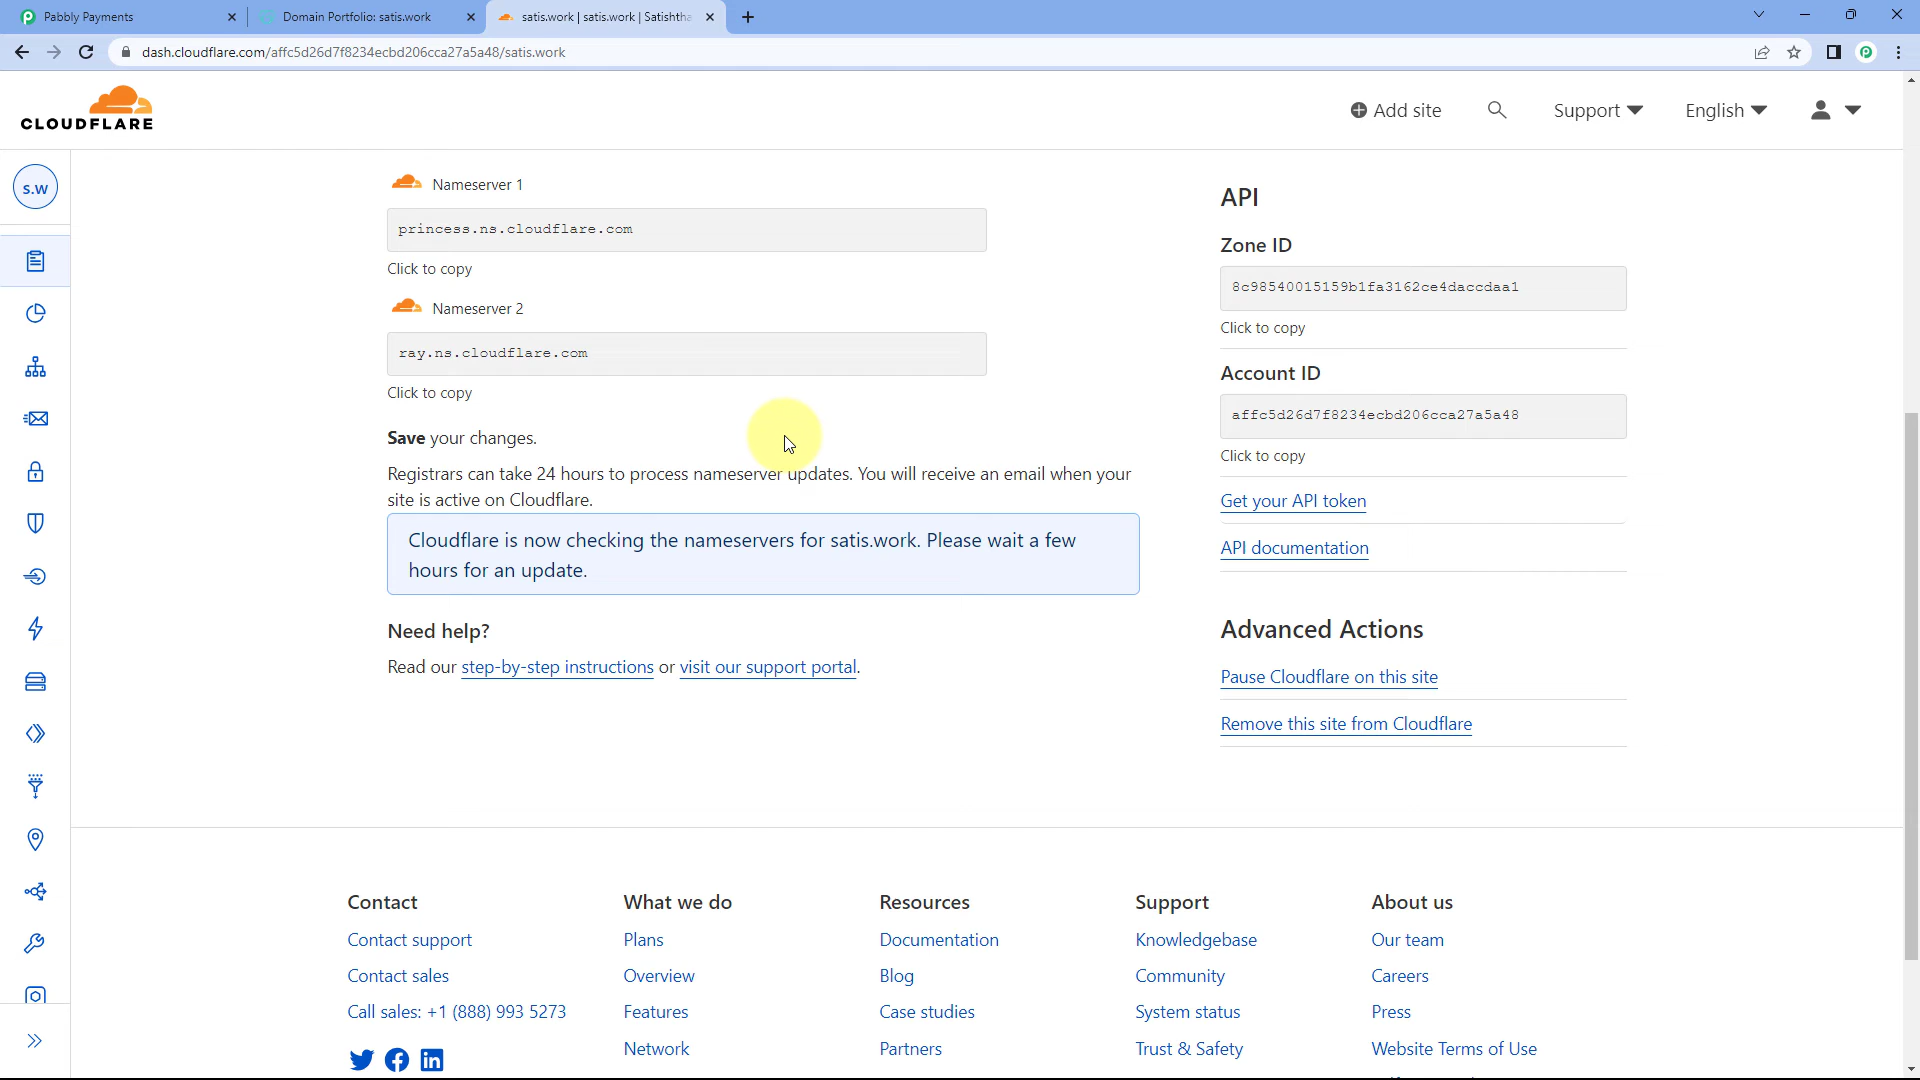 Pabbly Payments
Domain Portfolio: satis.work
satis.work | satis.work | Satishtha
dash.cloudflare.com/affc5d26d7f8234ecbd206cca27a5a48/satis.work
CLOUDFLARE
Add site
Support
English
S.W
Nameserver 1
princess.ns.cloudflare.com
Click to copy
Nameserver 2
ray.ns.cloudflare.com
Click to copy
Save your changes.
Registrars can take 24 hours to process nameserver updates. You will receive an email when your
site is active on Cloudflare.
Cloudflare is now checking the nameservers for satis.work. Please wait a few
hours for an update.
Need help?
Read our step-by-step instructions or visit our support portal.
API
Zone ID
8c98540015159b1fa3162ce4daccdaa1
Click to copy
Account ID
affc5d26d7f8234ecbd206cca27a5a48
Click to copy
Get your API token
API documentation
Advanced Actions
Pause Cloudflare on this site
Remove this site from Cloudflare
Contact
Contact support
Contact sales
Call sales: +1 (888) 993 5273
What we do
Plans
Overview
Features
Network
Resources
Documentation
Blog
Case studies
Partners
Support
Knowledgebase
Community
System status
Trust & Safety
About us
Our team
Careers
Press
Website Terms of Use